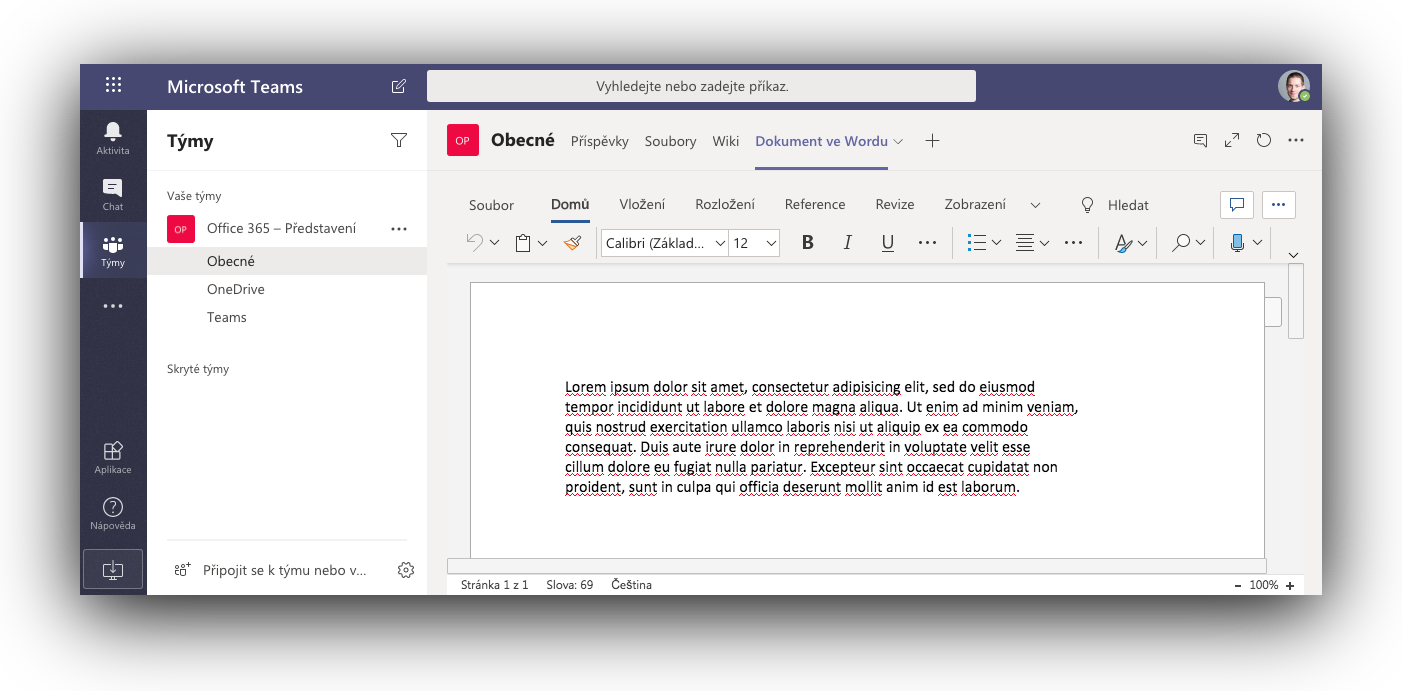 Microsoft Teams
Vyhledejte nebo zadejte příkaz.
Aktivita
Chat
Týmy
Aplikace
Nápověda
Týmy
Vaše týmy
OP Office 365 – Představení
Obecné
OneDrive
Teams
Skryté týmy
Připojit se k týmu nebo v...
OP Obecné Příspěvky Soubory Wiki Dokument ve Wordu
Soubor Domů Vložení Rozložení Reference Revize Zobrazení Hledat
Calibri (Základ... 12 B I U
Lorem ipsum dolor sit amet, consectetur adipisicing elit, sed do eiusmod
tempor incididunt ut labore et dolore magna aliqua. Ut enim ad minim veniam,
quis nostrud exercitation ullamco laboris nisi ut aliquip ex ea commodo
consequat. Duis aute irure dolor in reprehenderit in voluptate velit esse
cillum dolore eu fugiat nulla pariatur. Excepteur sint occaecat cupidatat non
proident, sunt in culpa qui officia deserunt mollit anim id est laborum.
Stránka 1 z 1 Slova: 69 Čeština - 100% +